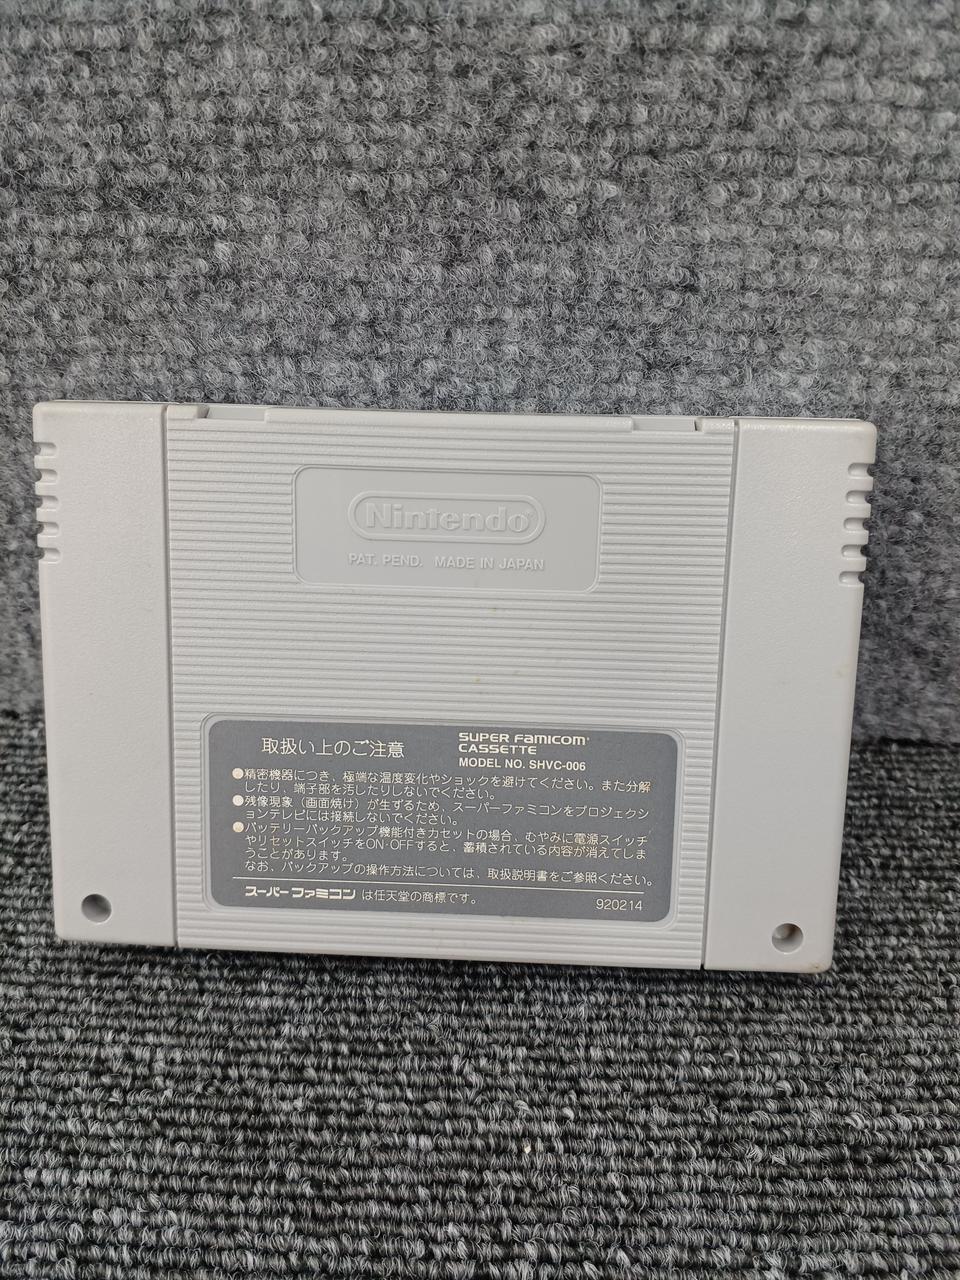 Nintendo®
PAT. PEND. MADE IN JAPAN
取扱い上のご注意
SUPER FAMICOM®
CASSETTE
MODEL NO. SHVC-006
●精密機器につき、極端な温度変化やショックを避けてください。また分解
したり、端子部を汚したりしないでください。
●残像現象（画面焼け）が生ずるため、スーパーファミコンをプロジェクシ
ョンテレビには接続しないでください。
●バッテリーバックアップ機能付きカセットの場合、むやみに電源スイッチ
やリセットスイッチをON・OFFすると、蓄積されている内容が消えてしま
うことがあります。
なお、バックアップの操作方法については、取扱説明書をご参照ください。
スーパーファミコン は任天堂の商標です。
920214